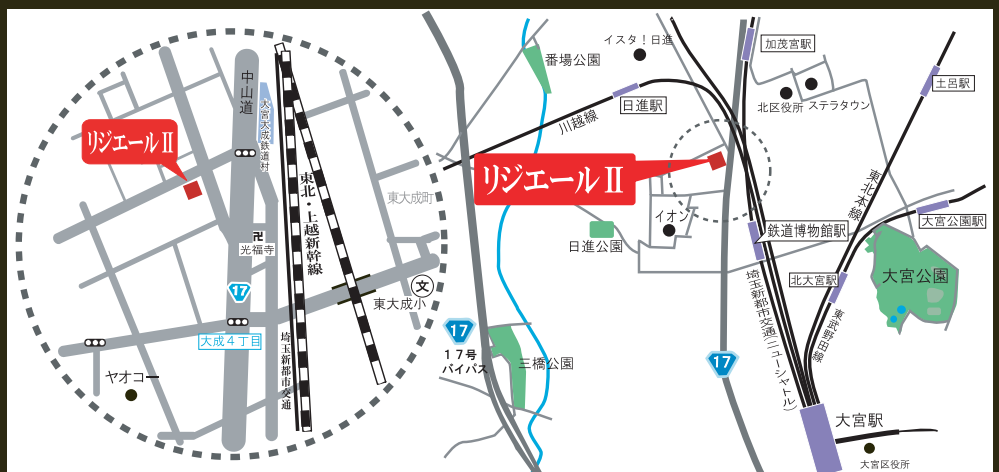 中山道
大宮大成鉄道村
リジエールⅡ
東北・上越新幹線
東大成町
卍
光福寺
17
文
東大成小
大成4丁目
埼玉新都市交通
ヤオコー
イスタ!日進
番場公園
加茂宮駅
土呂駅
北区役所
ステラタウン
日進駅
川越線
リジエールⅡ
東北本線
イオン
大宮公園駅
鉄道博物館駅
日進公園
北大宮駅
大宮公園
埼玉新都市交通(ニューシャトル)
東武野田線
17
17号
バイパス
三橋公園
17
大宮駅
大宮区役所